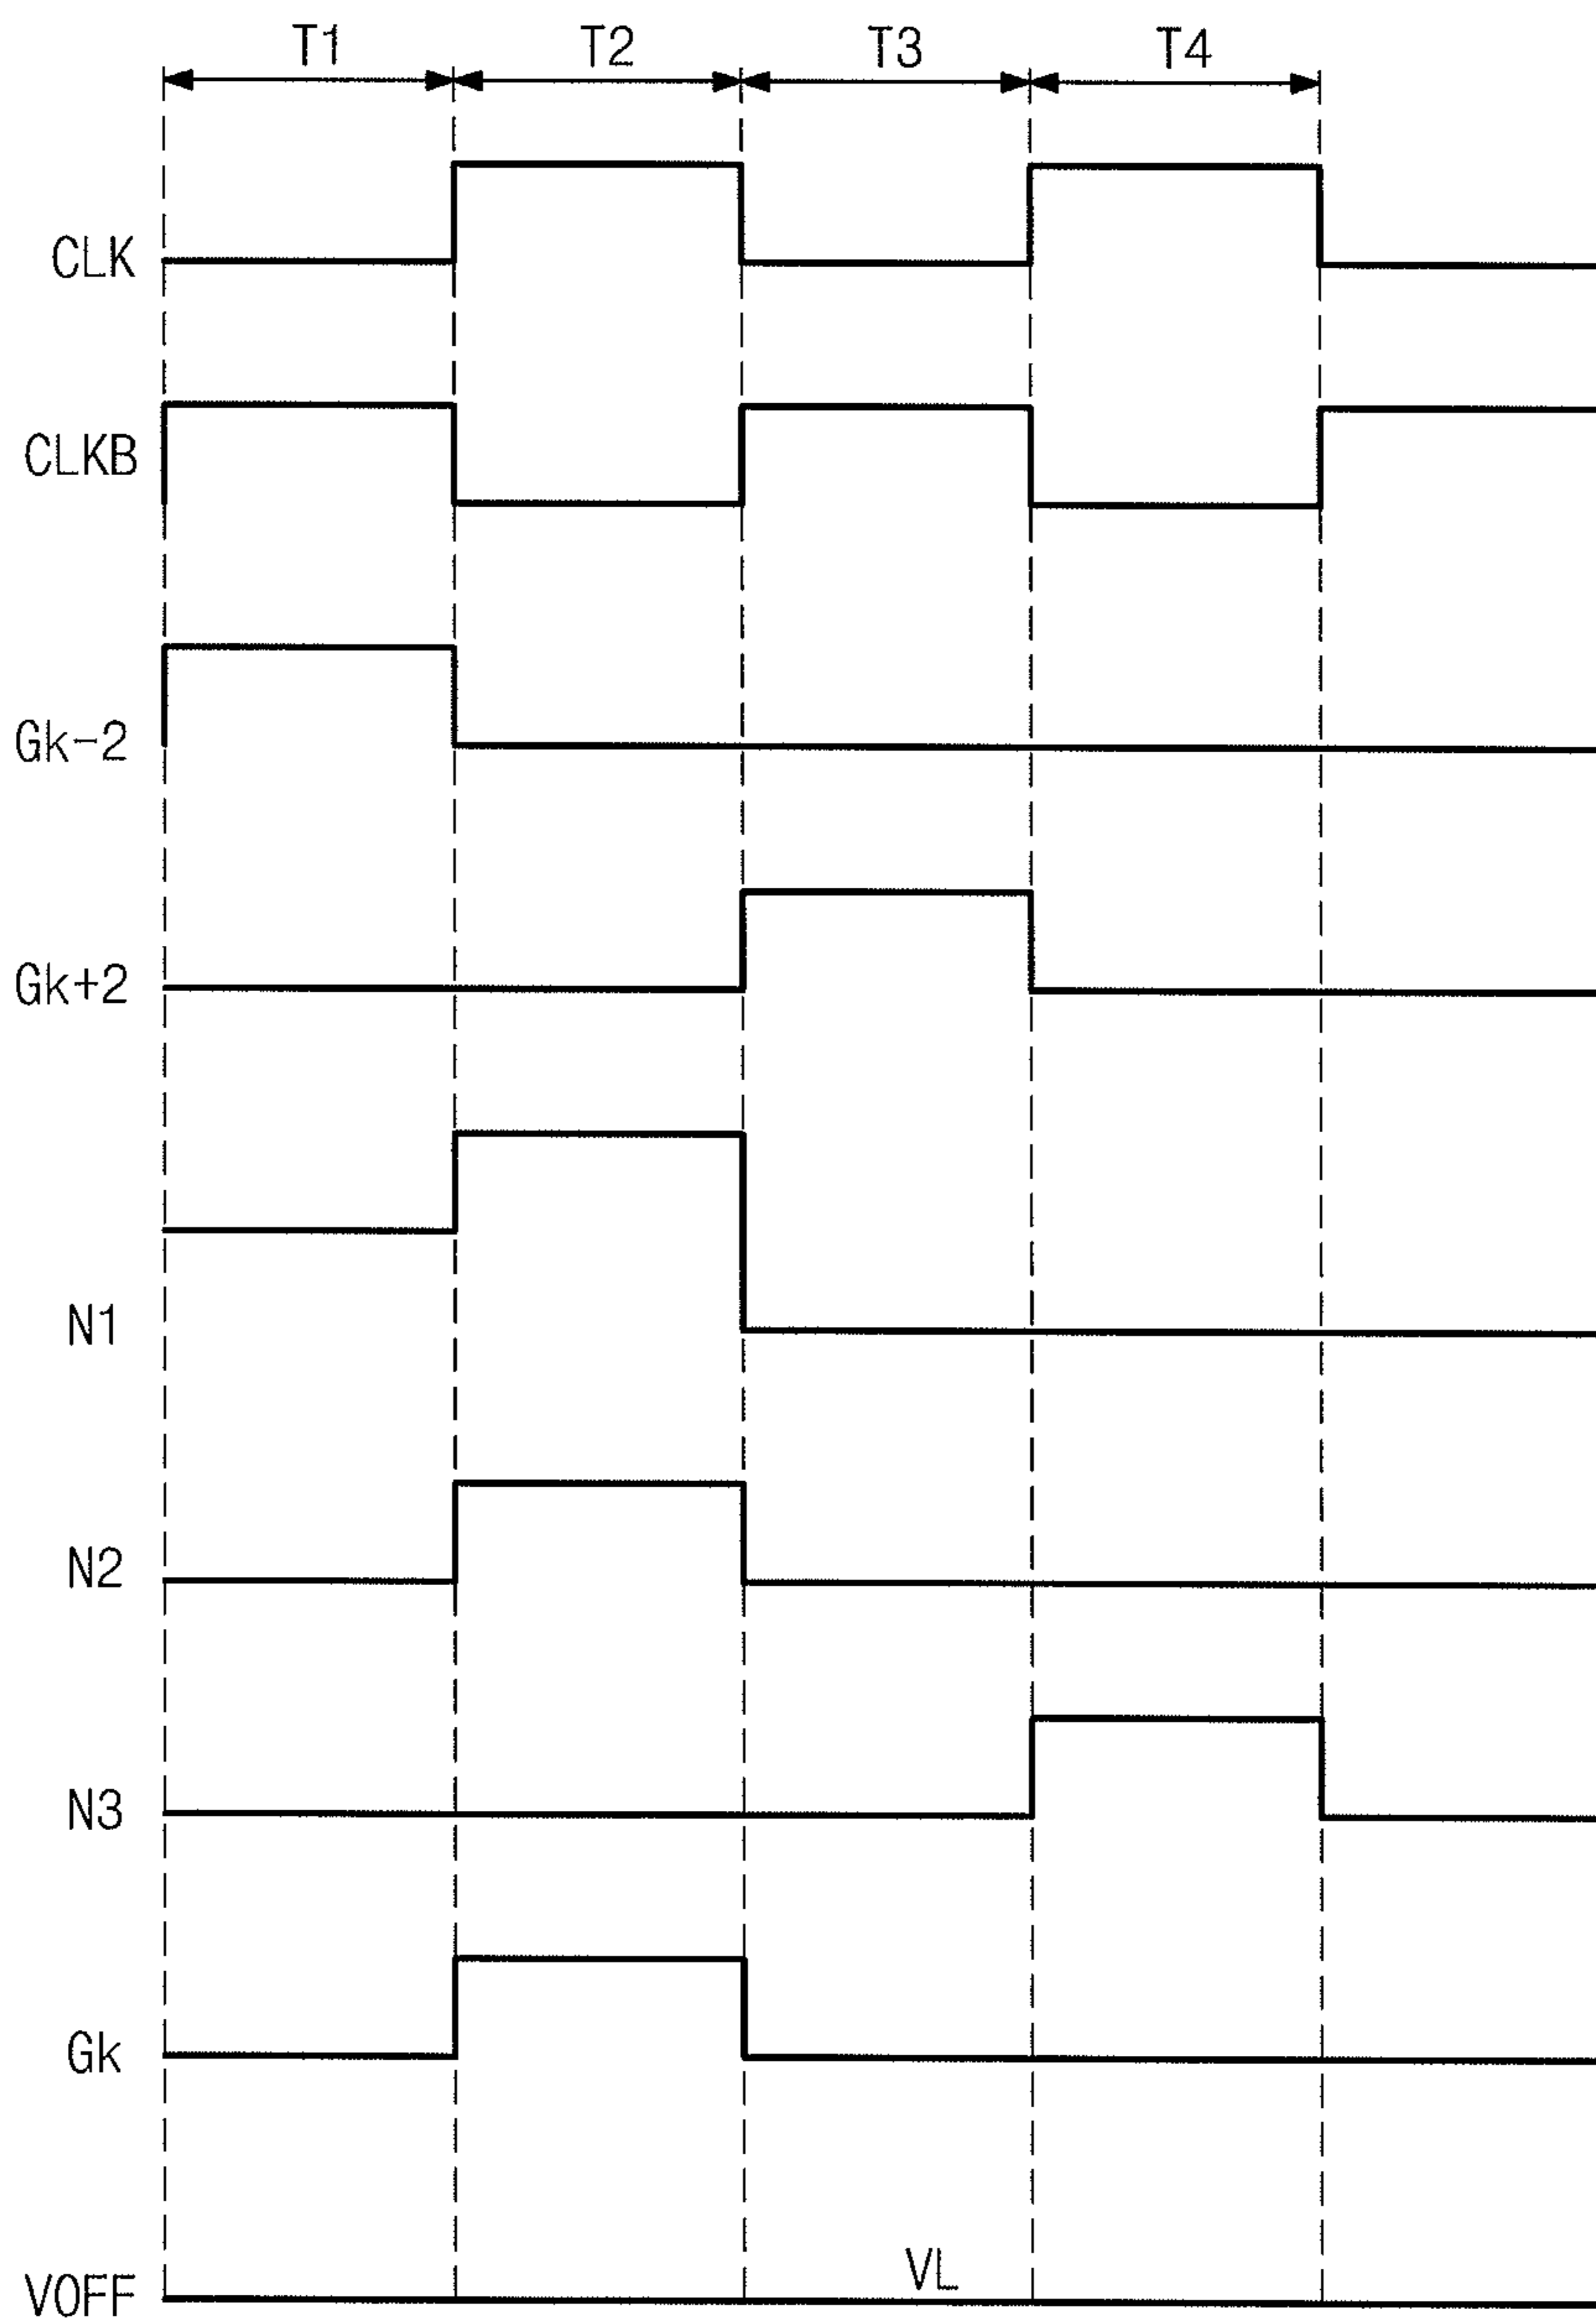 T1 T2 T3 T4
CLK
CLKB
Gk-2
Gk+2
N1
N2
N3
Gk
VL
VOFF